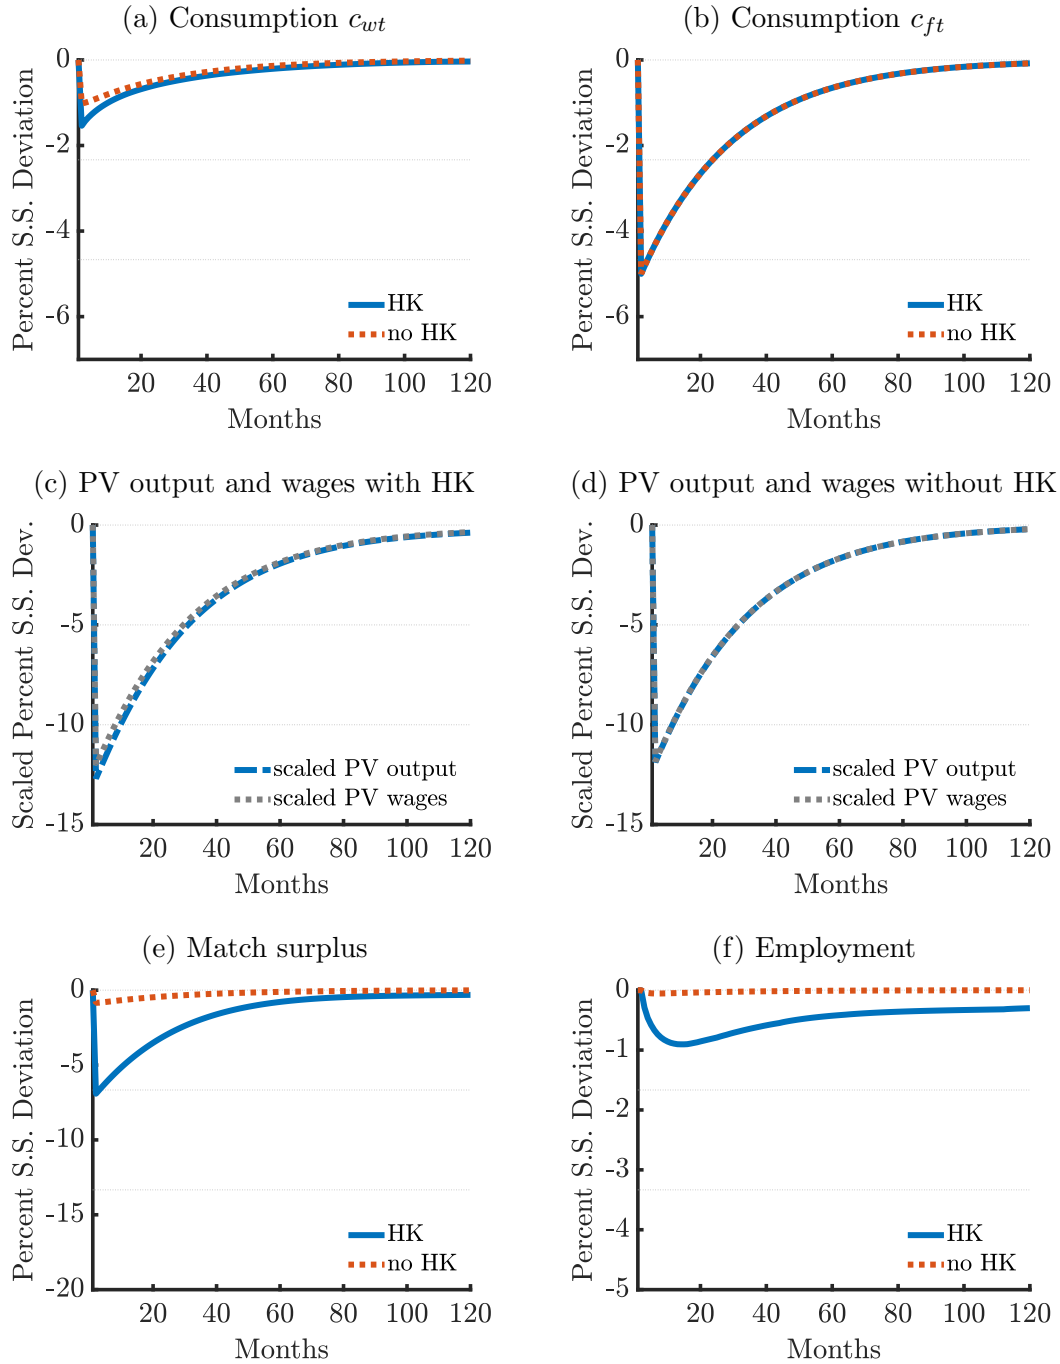 (a) Consumption c_{wt}
Percent S.S. Deviation
0
-2
-4
-6
HK
no HK
20 40 60 80 100 120
Months
(b) Consumption c_{ft}
Percent S.S. Deviation
0
-2
-4
-6
HK
no HK
20 40 60 80 100 120
Months
(c) PV output and wages with HK
Scaled Percent S.S. Dev.
0
-5
-10
-15
scaled PV output
scaled PV wages
20 40 60 80 100 120
Months
(d) PV output and wages without HK
Scaled Percent S.S. Dev.
0
-5
-10
-15
scaled PV output
scaled PV wages
20 40 60 80 100 120
Months
(e) Match surplus
Percent S.S. Deviation
0
-5
-10
-15
-20
HK
no HK
20 40 60 80 100 120
Months
(f) Employment
Percent S.S. Deviation
0
-1
-2
-3
-4
-5
HK
no HK
20 40 60 80 100 120
Months